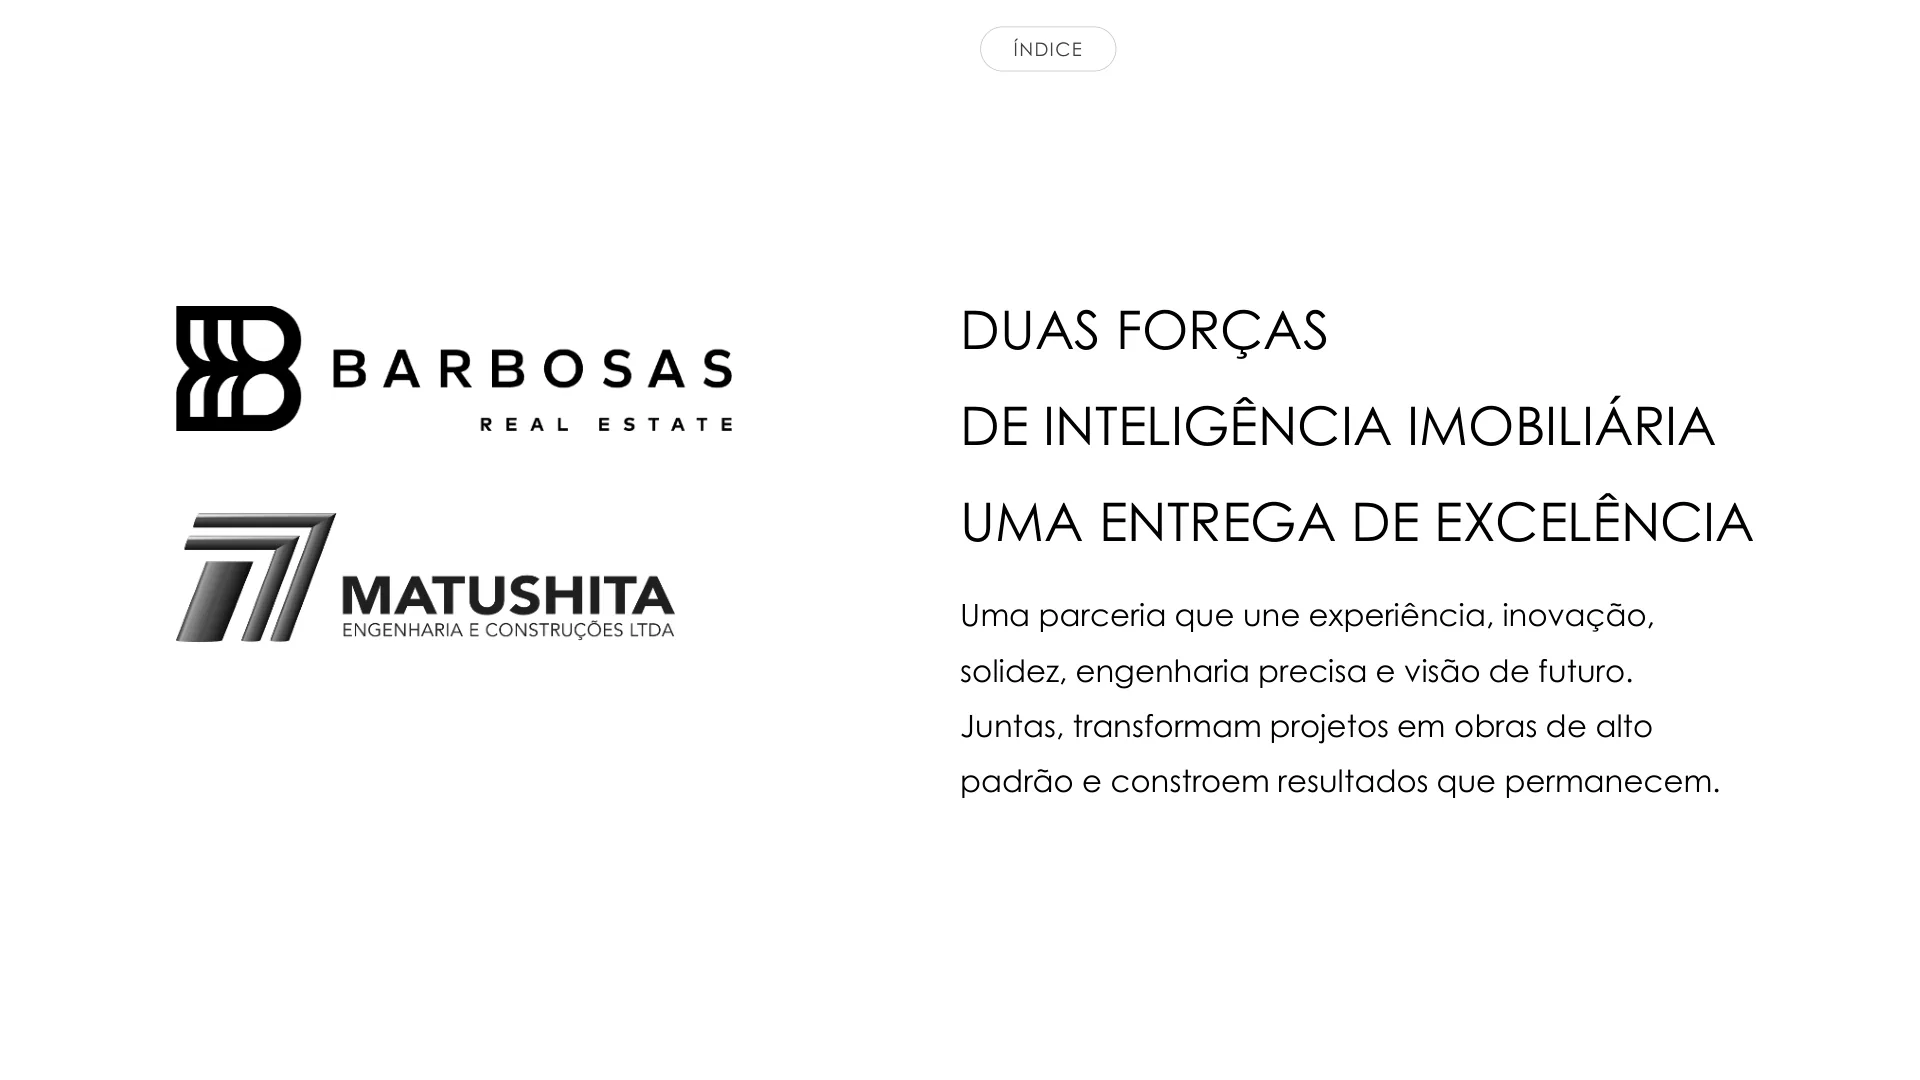 ÍNDICE
BARBOSAS
REAL ESTATE
MATUSHITA
ENGENHARIA E CONSTRUÇÕES LTDA
DUAS FORÇAS
DE INTELIGÊNCIA IMOBILIÁRIA
UMA ENTREGA DE EXCELÊNCIA
Uma parceria que une experiência, inovação,
solidez, engenharia precisa e visão de futuro.
Juntas, transformam projetos em obras de alto
padrão e constroem resultados que permanecem.